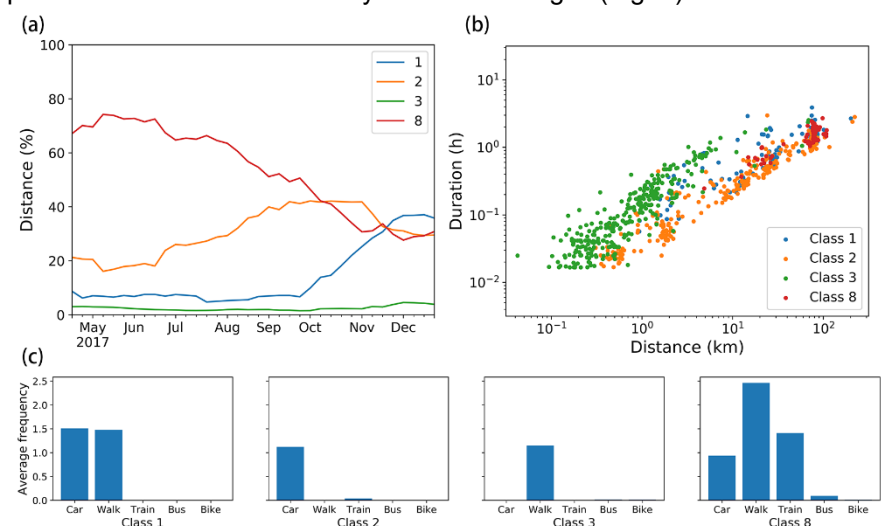 (a)
100
80
60
40
20
0
Distance (%)
May
2017
Jun
Jul
Aug
Sep
Oct
Nov
Dec
1
2
3
8
(b)
10¹
10⁰
10⁻¹
10⁻²
Duration (h)
10⁻¹
10⁰
10¹
10²
Distance (km)
Class 1
Class 2
Class 3
Class 8
(c)
2.5
2.0
1.5
1.0
0.5
0.0
Average frequency
Car Walk Train Bus Bike
Class 1
Car Walk Train Bus Bike
Class 2
Car Walk Train Bus Bike
Class 3
Car Walk Train Bus Bike
Class 8